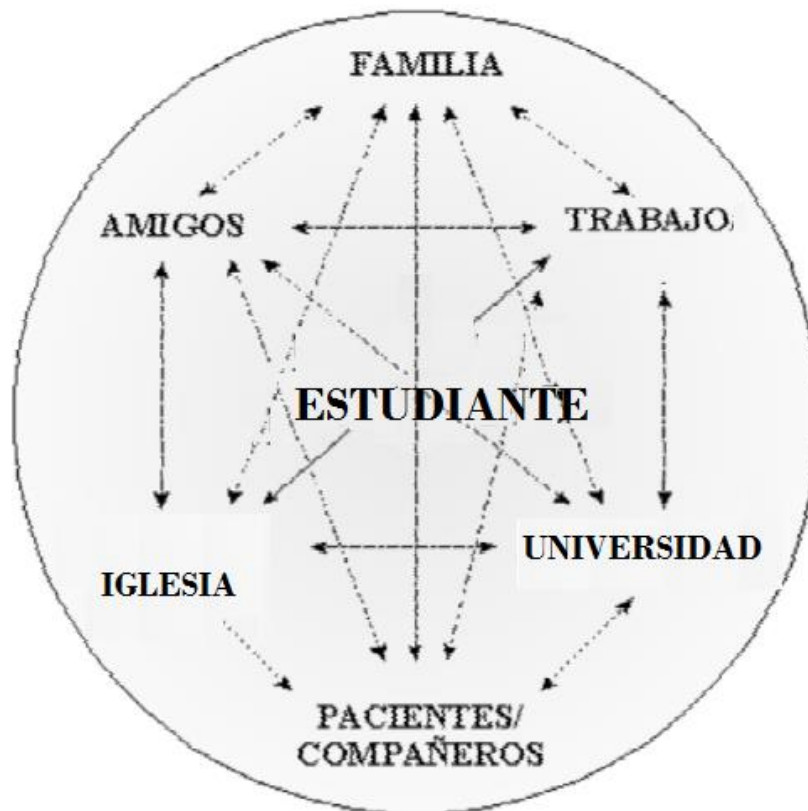 FAMILIA
AMIGOS
TRABAJO
ESTUDIANTE
IGLESIA
UNIVERSIDAD
PACIENTES/
COMPAÑEROS